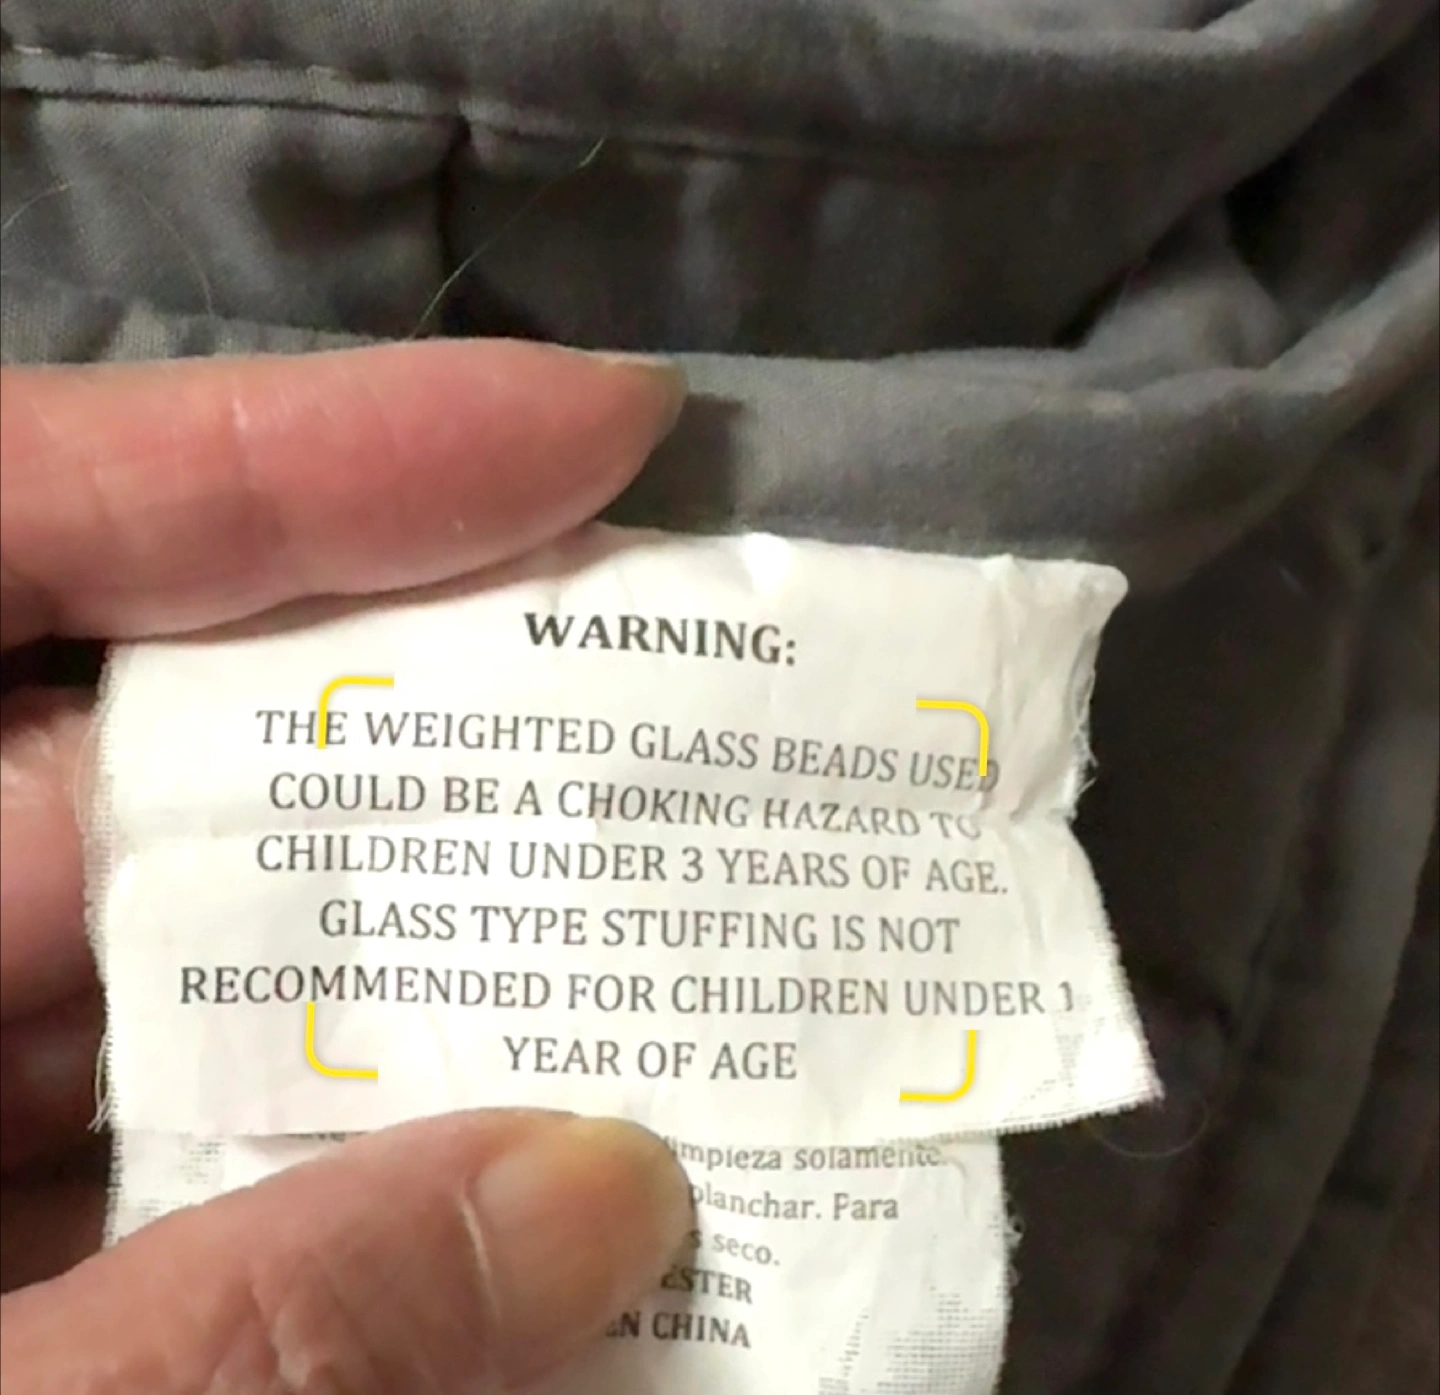 WARNING:
THE WEIGHTED GLASS BEADS USED
COULD BE A CHOKING HAZARD TO
CHILDREN UNDER 3 YEARS OF AGE.
GLASS TYPE STUFFING IS NOT
RECOMMENDED FOR CHILDREN UNDER 1
YEAR OF AGE
solamente.
planchar. Para
seco.
CHINA